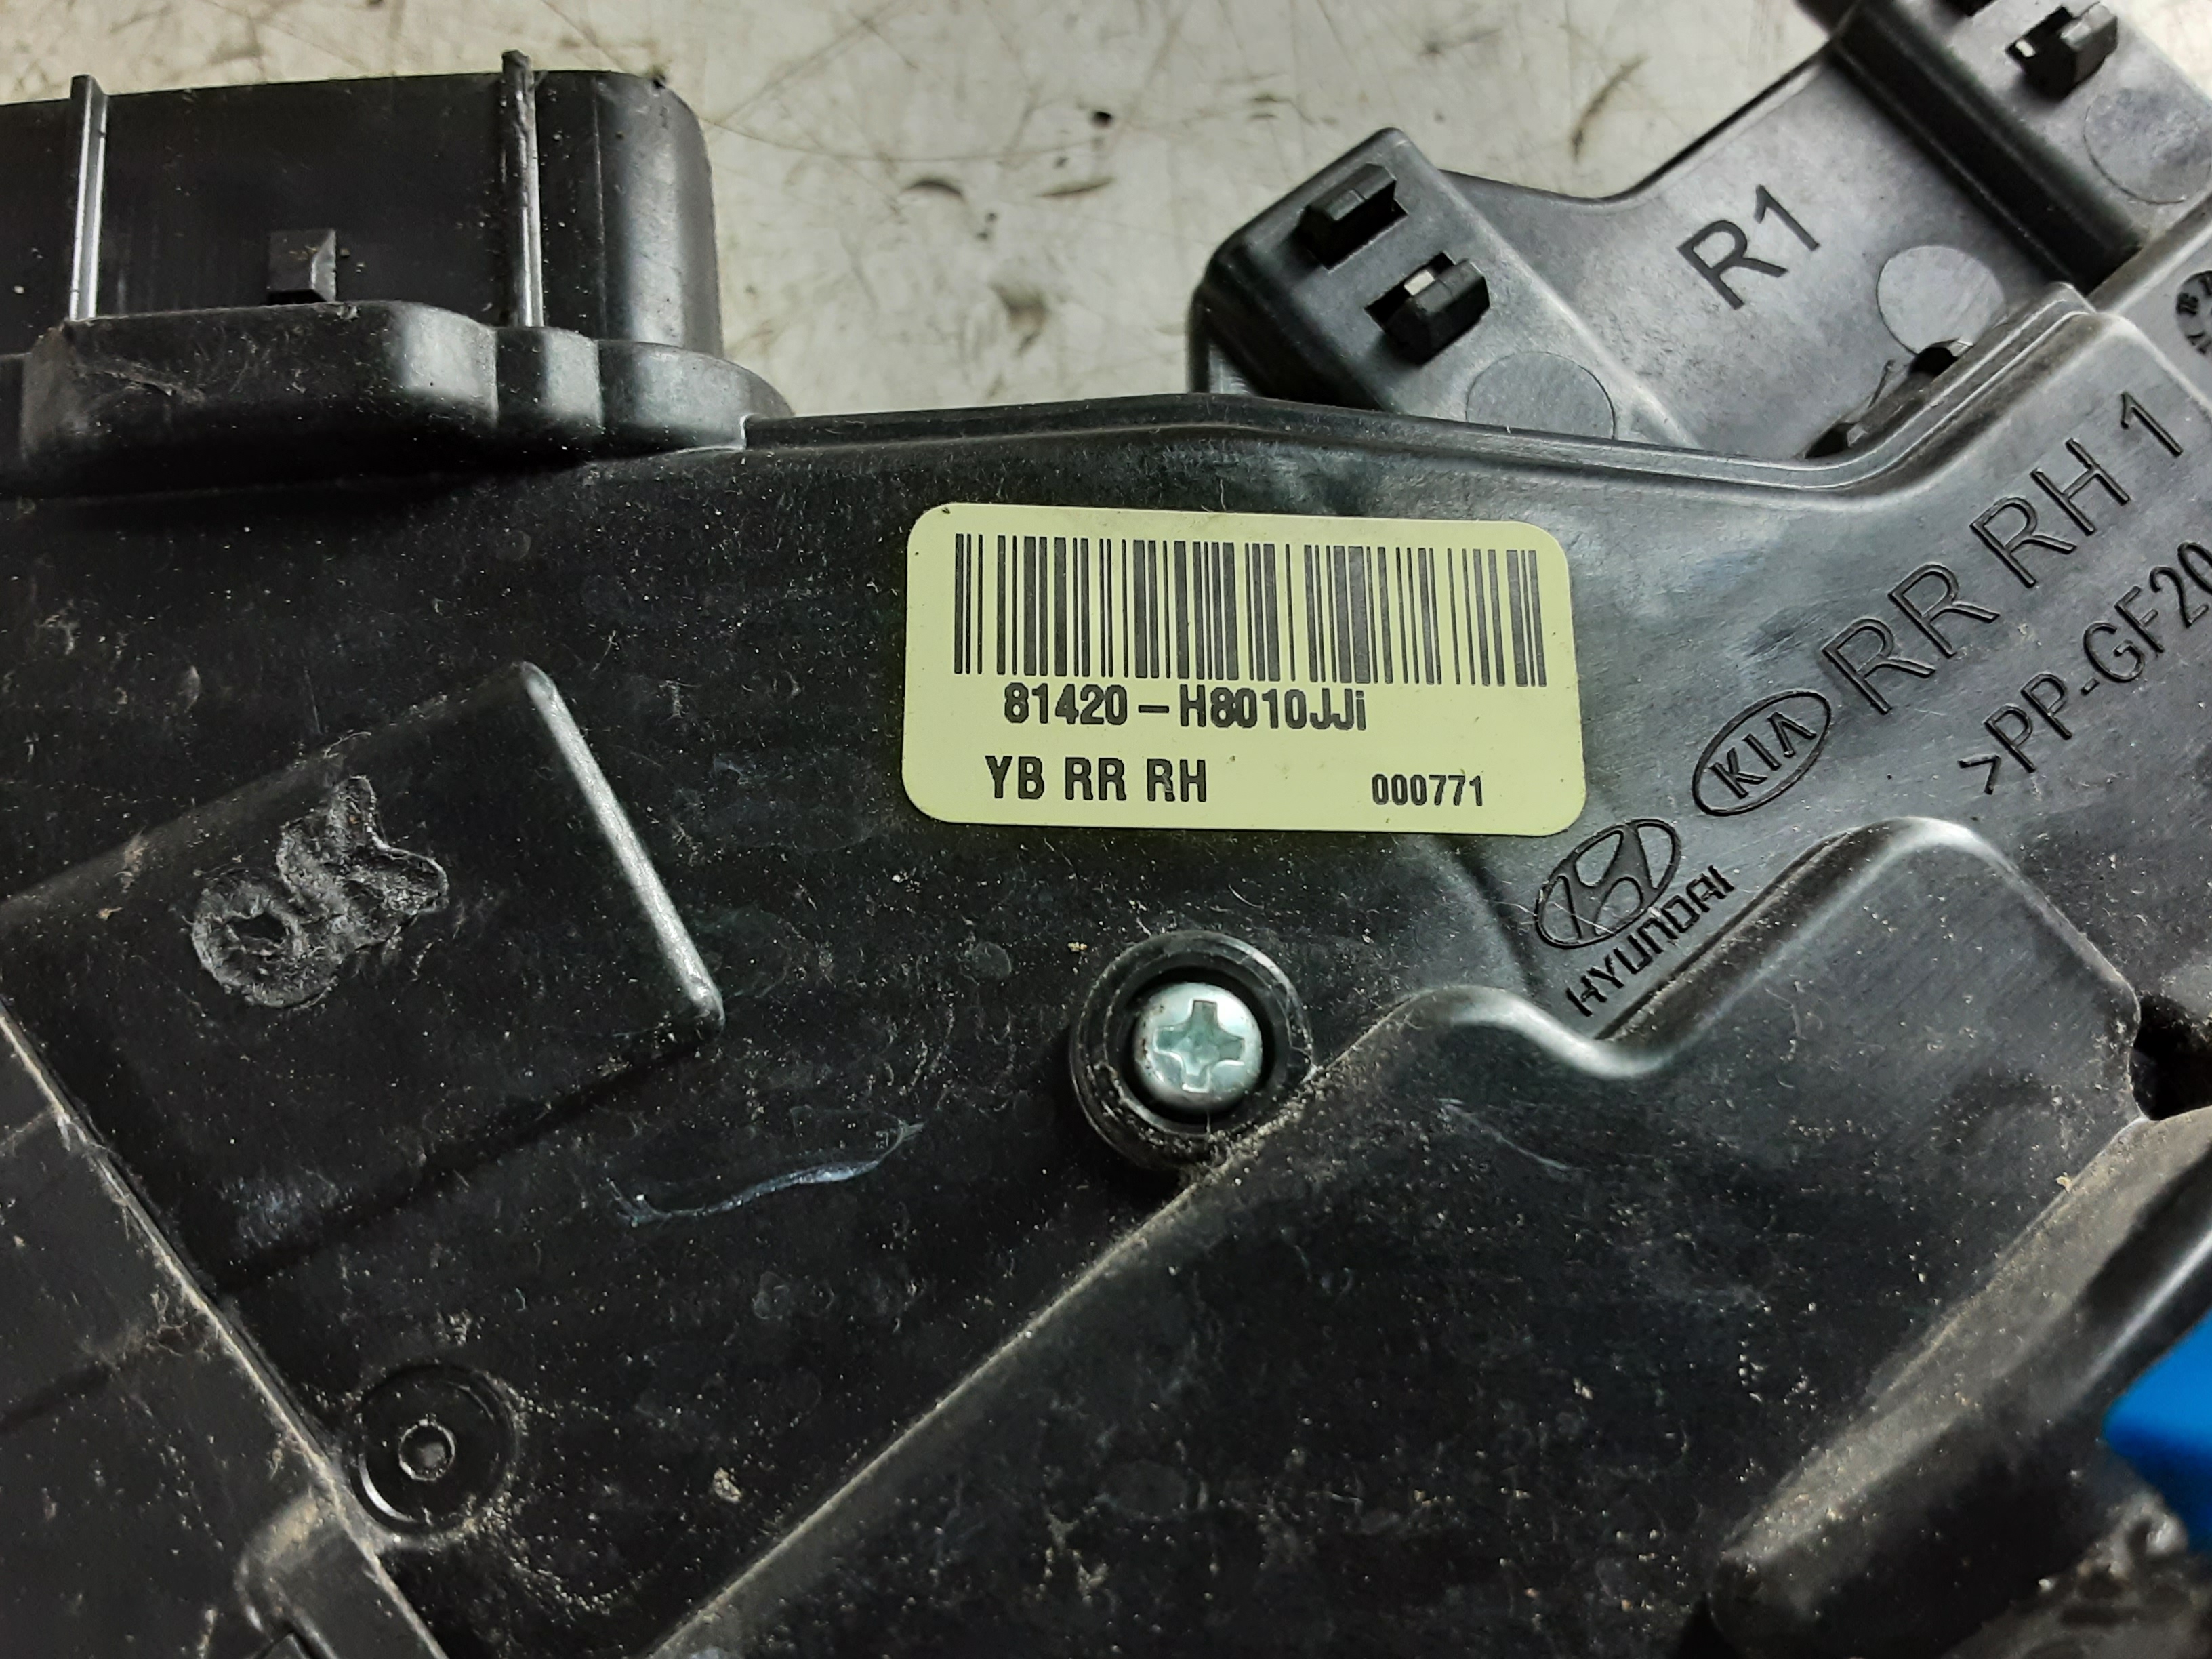 R1
RR RH 1
>PP-GF20
KIA
HYUNDAI
81420-H8010JJi
YB RR RH 000771